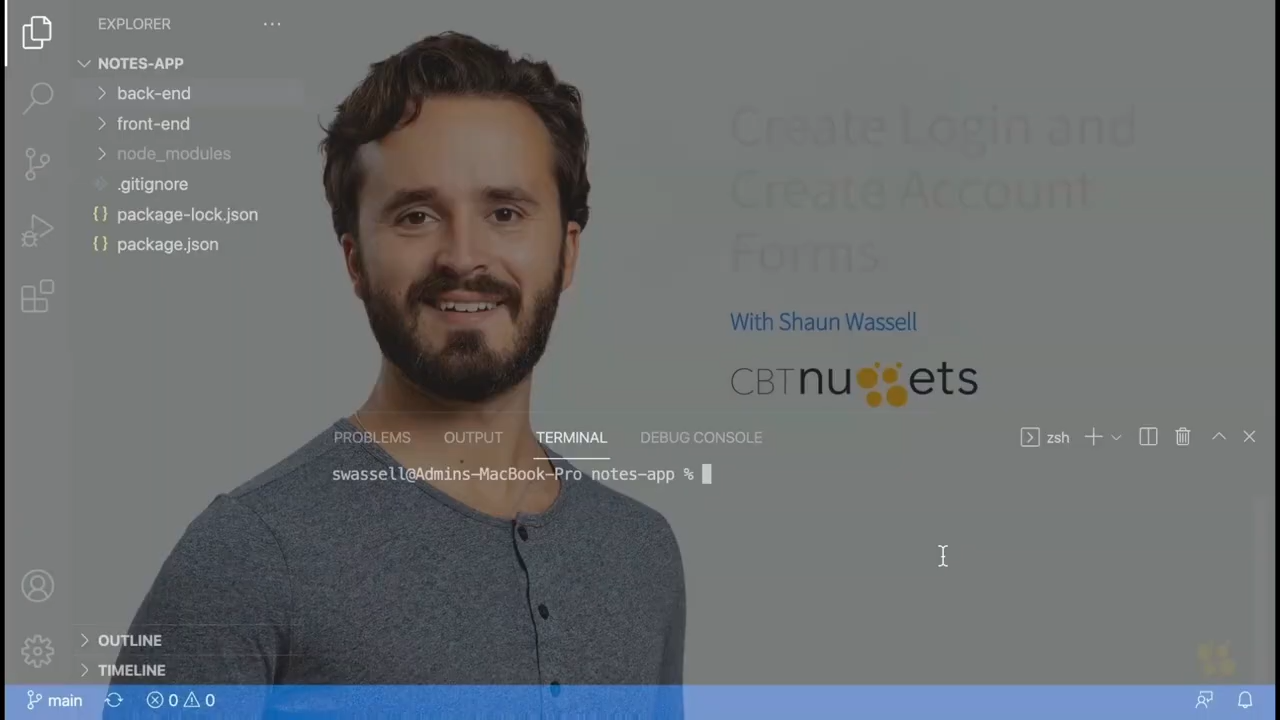 EXPLORER
NOTES-APP
back-end
front-end
node_modules
.gitignore
{} package-lock.json
{} package.json
Create Login and
Create Account
Forms
With Shaun Wassell
CBTnuggets
PROBLEMS OUTPUT TERMINAL DEBUG CONSOLE
zsh
swassell@Admins-MacBook-Pro notes-app %
OUTLINE
TIMELINE
main 0 0